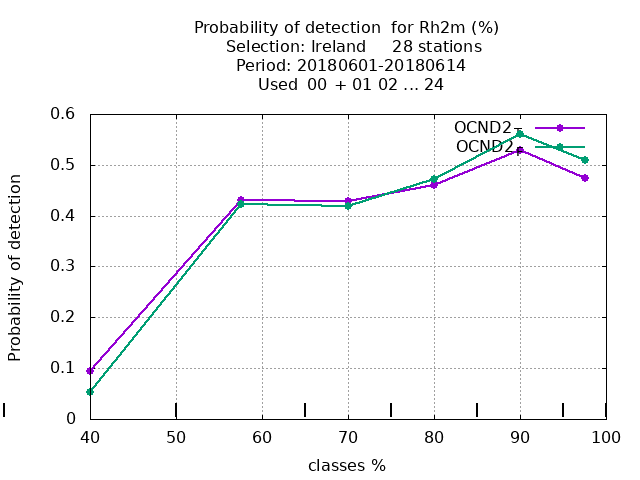 Probability of detection for Rh2m (%)
Selection: Ireland 28 stations
Period: 20180601-20180614
Used 00 + 01 02 ... 24
0.6
OCND2-
OCND2,
0.5
0.4
0.3
0.2
0.1
0
Probability of detection
40 50 60 70 80 90 100
classes %